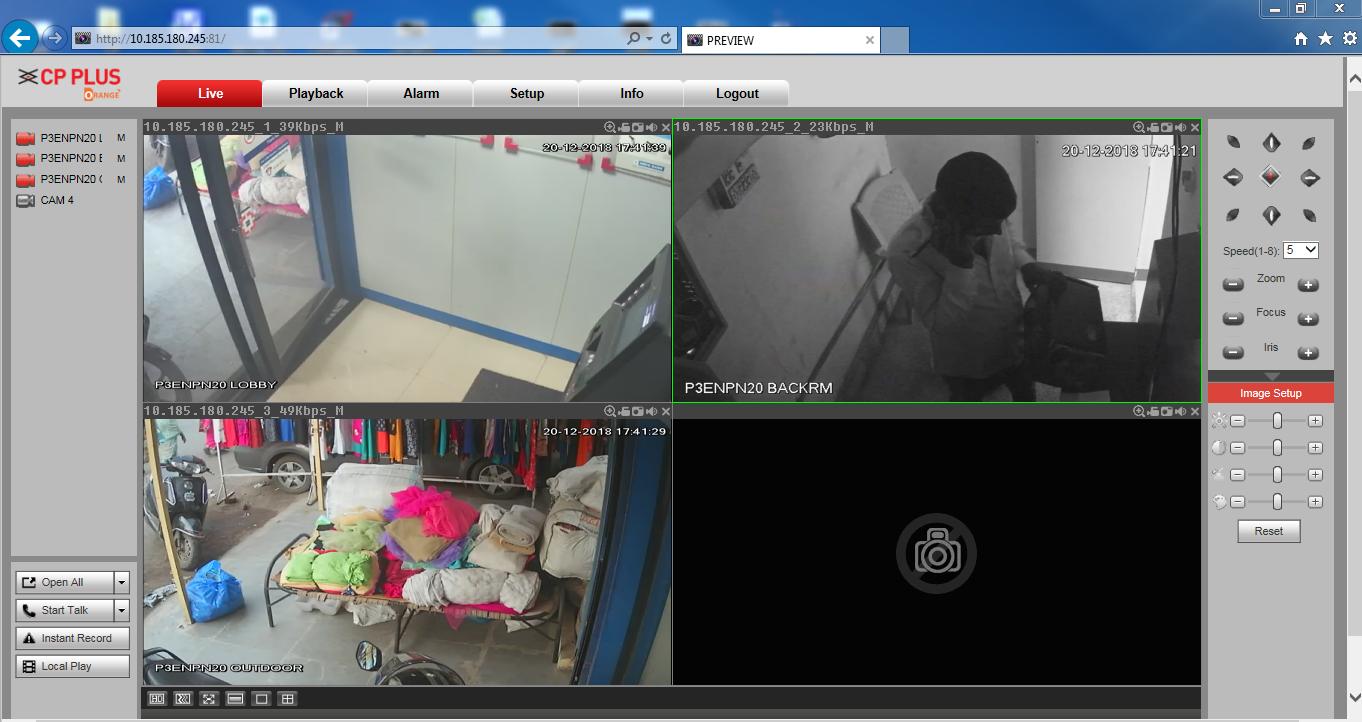 http://10.185.180.245:81/
PREVIEW
CP PLUS
ORANGE
Live
Playback
Alarm
Setup
Info
Logout
P3ENPN20 L M
P3ENPN20 E M
P3ENPN20 ( M
CAM 4
10.185.180.245_1_39Kbps_M
20-12-2018 17:41:39
P3ENPN20 LOBBY
10.185.180.245_2_23Kbps_M
20-12-2018 17:41:21
P3ENPN20 BACKRM
10.185.180.245_3_49Kbps_M
20-12-2018 17:41:29
P3ENPN20 OUTDOOR
Speed(1-8): 5
Zoom
Focus
Iris
Image Setup
Reset
Open All
Start Talk
Instant Record
Local Play
HD